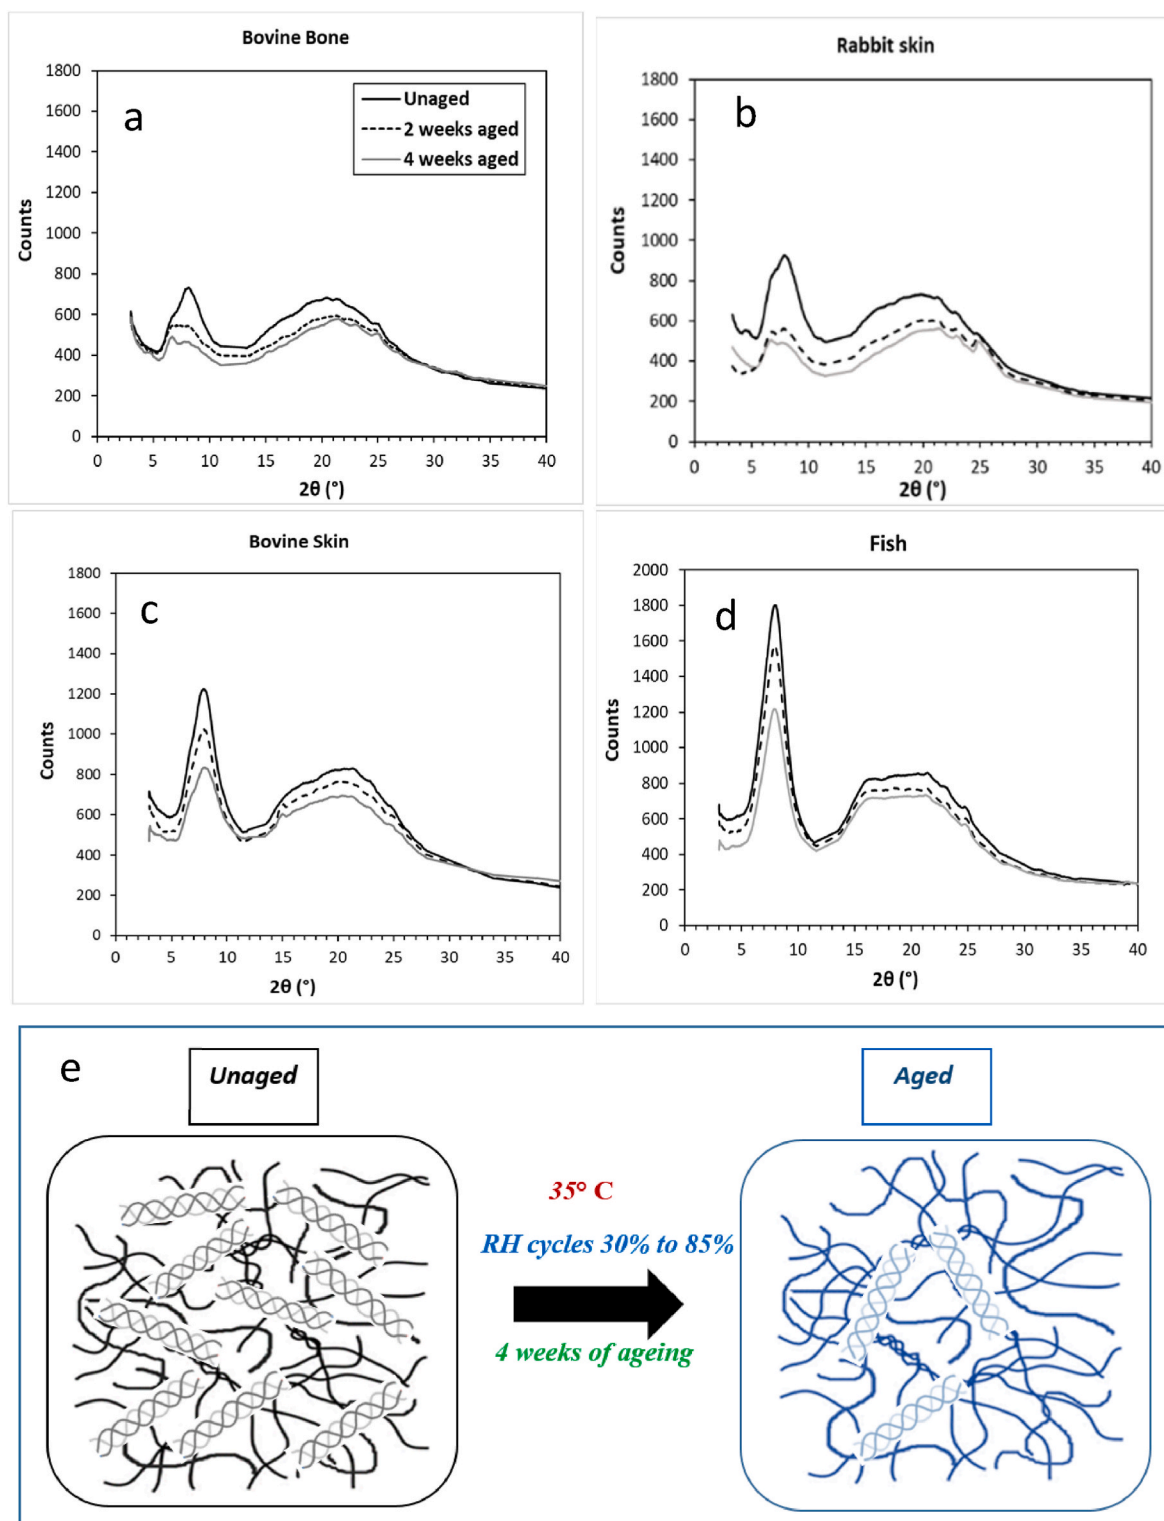 Bovine Bone
a
Unaged
2 weeks aged
4 weeks aged
1800
1600
1400
1200
1000
800
600
400
200
0
Counts
0 5 10 15 20 25 30 35 40
2θ (°)
Rabbit skin
b
1800
1600
1400
1200
1000
800
600
400
200
0
Counts
0 5 10 15 20 25 30 35 40
2θ (°)
Bovine Skin
c
1800
1600
1400
1200
1000
800
600
400
200
0
Counts
0 5 10 15 20 25 30 35 40
2θ (°)
Fish
d
2000
1800
1600
1400
1200
1000
800
600
400
200
0
Counts
0 5 10 15 20 25 30 35 40
2θ (°)
e
Unaged
Aged
35° C
RH cycles 30% to 85%
4 weeks of ageing